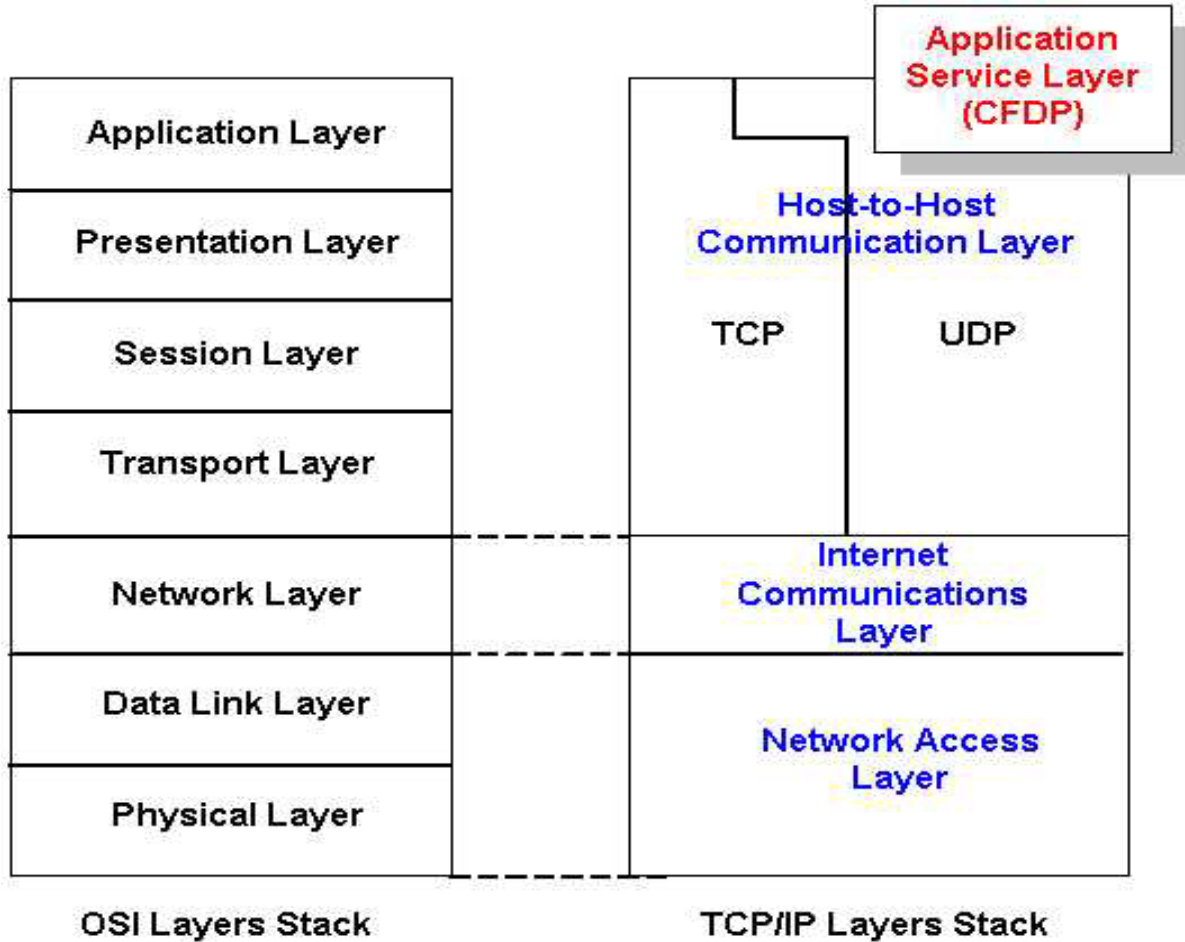 Application
Service Layer
(CFDP)
Application Layer
Presentation Layer
Session Layer
Transport Layer
Network Layer
Data Link Layer
Physical Layer
OSI Layers Stack
Host-to-Host
Communication Layer
TCP
UDP
Internet
Communications
Layer
Network Access
Layer
TCP/IP Layers Stack